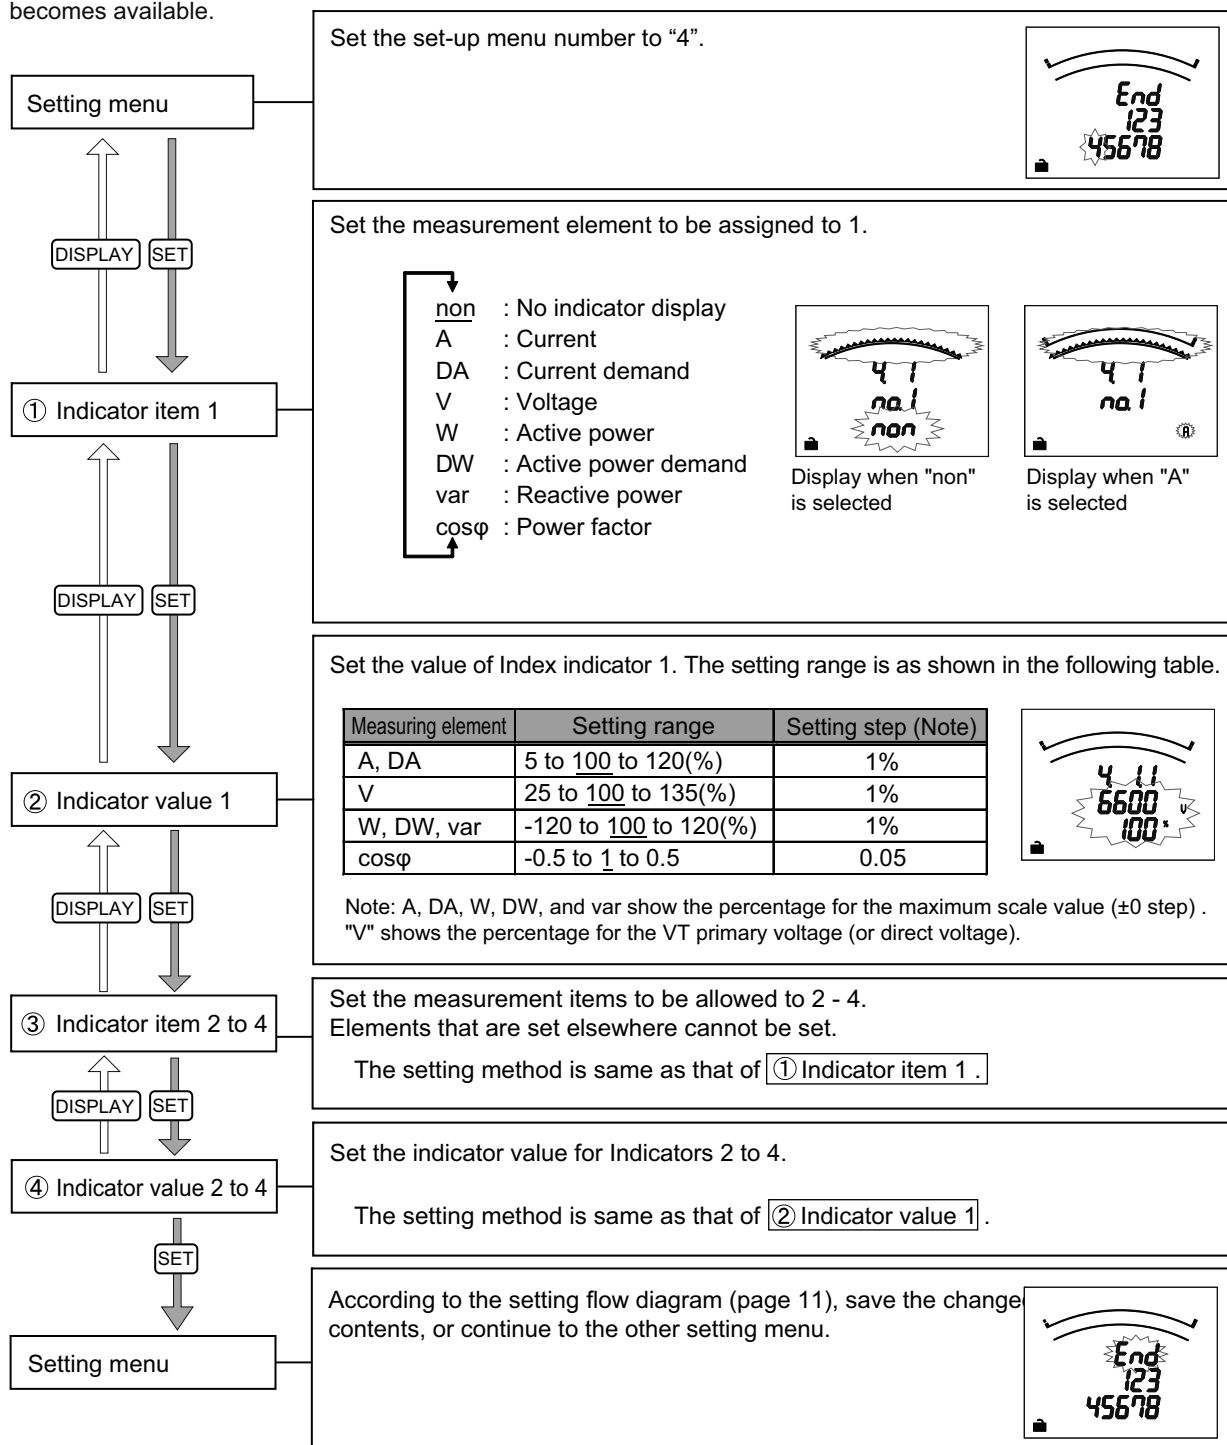 becomes available.
Set the set-up menu number to “4”.
End
123
45678
Setting menu
DISPLAY SET
Set the measurement element to be assigned to 1.
non : No indicator display
A : Current
DA : Current demand
V : Voltage
W : Active power
DW : Active power demand
var : Reactive power
cosφ : Power factor
4. 1
no.1
non
Display when "non"
is selected
4. 1
no.1
A
Display when "A"
is selected
① Indicator item 1
DISPLAY SET
Set the value of Index indicator 1. The setting range is as shown in the following table.
Measuring element Setting range Setting step (Note)
A, DA 5 to 100 to 120(%) 1%
V 25 to 100 to 135(%) 1%
W, DW, var -120 to 100 to 120(%) 1%
cosφ -0.5 to 1 to 0.5 0.05
4. 1.1
6600 V
100 %
Note: A, DA, W, DW, and var show the percentage for the maximum scale value (±0 step) .
"V" shows the percentage for the VT primary voltage (or direct voltage).
② Indicator value 1
DISPLAY SET
③ Indicator item 2 to 4
Set the measurement items to be allowed to 2 - 4.
Elements that are set elsewhere cannot be set.
The setting method is same as that of ① Indicator item 1 .
DISPLAY SET
④ Indicator value 2 to 4
Set the indicator value for Indicators 2 to 4.
The setting method is same as that of ② Indicator value 1 .
SET
Setting menu
According to the setting flow diagram (page 11), save the change
contents, or continue to the other setting menu.
End
123
45678